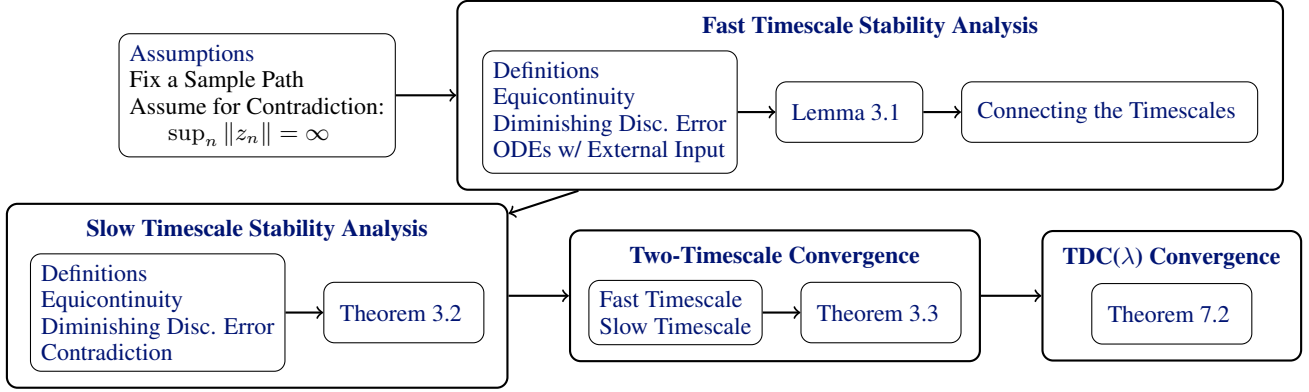 Assumptions
Fix a Sample Path
Assume for Contradiction:
sup_n ‖z_n‖ = ∞
Fast Timescale Stability Analysis
Definitions
Equicontinuity
Diminishing Disc. Error
ODEs w/ External Input
Lemma 3.1
Connecting the Timescales
Slow Timescale Stability Analysis
Definitions
Equicontinuity
Diminishing Disc. Error
Contradiction
Theorem 3.2
Two-Timescale Convergence
Fast Timescale
Slow Timescale
Theorem 3.3
TDC(λ) Convergence
Theorem 7.2